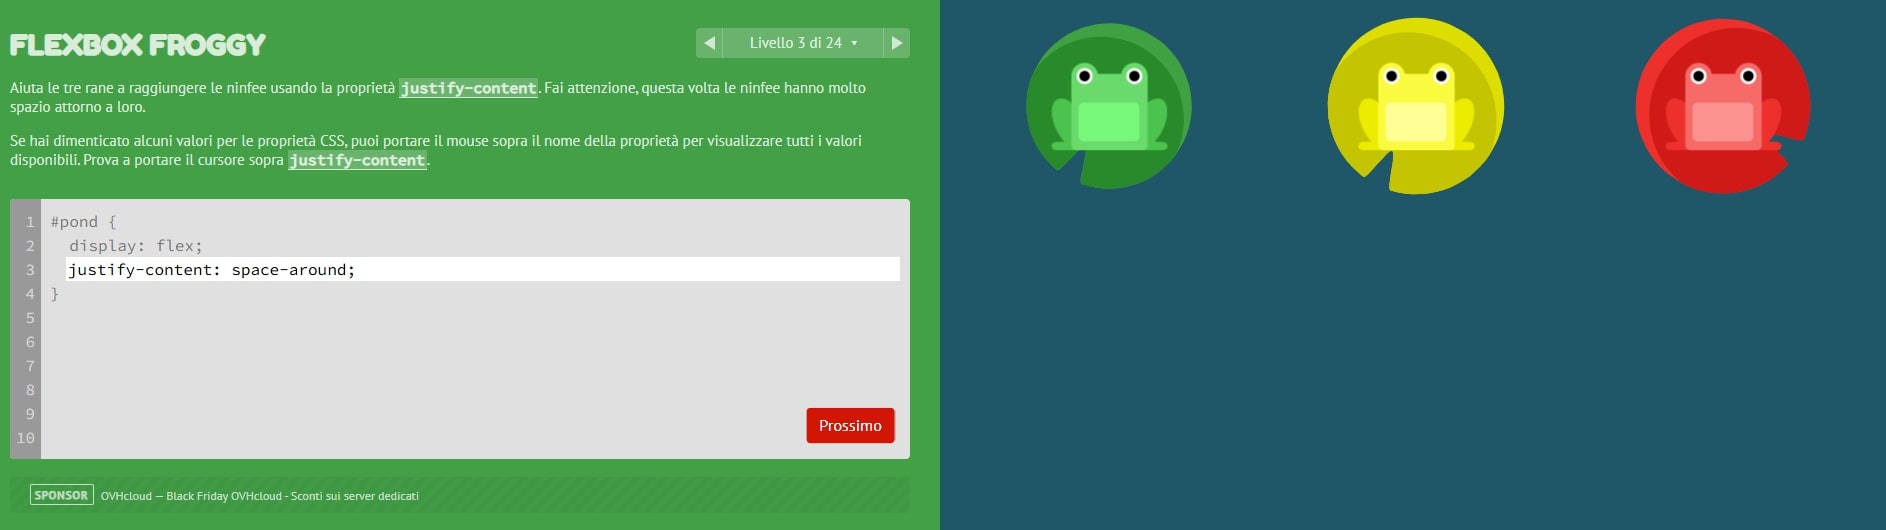 FLEXBOX FROGGY
Livello 3 di 24
Aiuta le tre rane a raggiungere le ninfee usando la proprietà justify-content. Fai attenzione, questa volta le ninfee hanno molto
spazio attorno a loro.
Se hai dimenticato alcuni valori per le proprietà CSS, puoi portare il mouse sopra il nome della proprietà per visualizzare tutti i valori
disponibili. Prova a portare il cursore sopra justify-content.
1 #pond {
2 display: flex;
3 justify-content: space-around;
4 }
5
6
7
8
9
10
Prossimo
SPONSOR OVHcloud — Black Friday OVHcloud - Sconti sui server dedicati